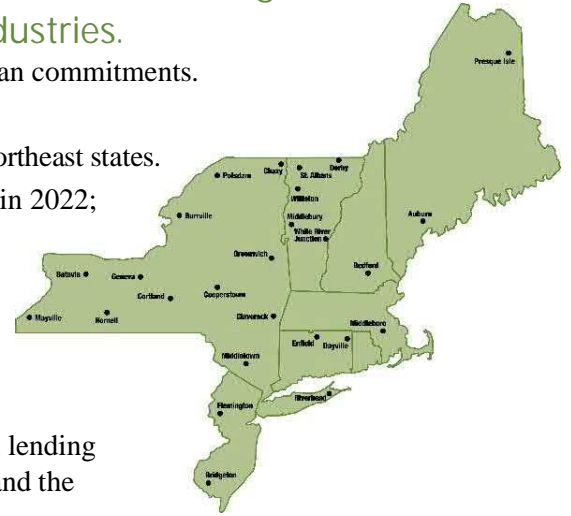 dustries.
an commitments.
ortheast states.
in 2022;
lending
and the
Presque Isle
Potsdam
Chazy
St. Albans
Derby
Williston
Burrville
Middlebury
White River
Junction
Auburn
Greenwich
Bedford
Batavia
Geneva
Cortland
Cooperstown
Mayville
Hornell
Claverack
Middleboro
Enfield
Dayville
Middletown
Flemington
Riverhead
Bridgeton